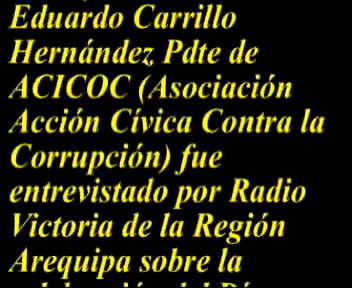 Eduardo Carrillo
Hernández Pdte de
ACICOC (Asociación
Acción Cívica Contra la
Corrupción) fue
entrevistado por Radio
Victoria de la Región
Arequipa sobre la